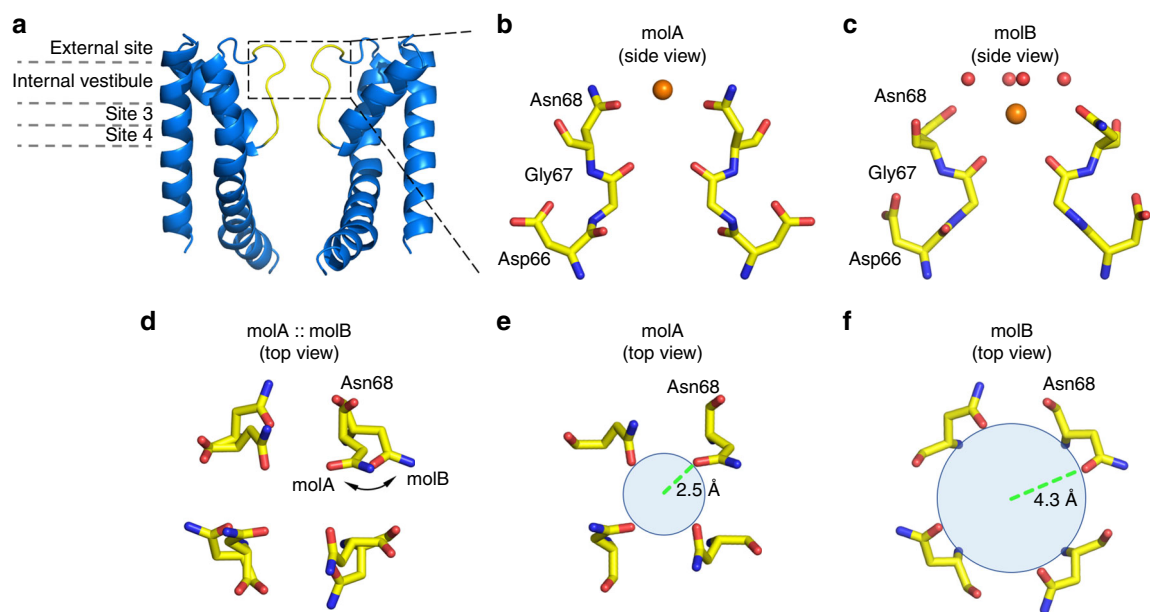 a
External site
Internal vestibule
Site 3
Site 4
b
molA
(side view)
Asn68
Gly67
Asp66
c
molB
(side view)
Asn68
Gly67
Asp66
d
molA :: molB
(top view)
Asn68
molA
molB
e
molA
(top view)
Asn68
2.5 Å
f
molB
(top view)
Asn68
4.3 Å